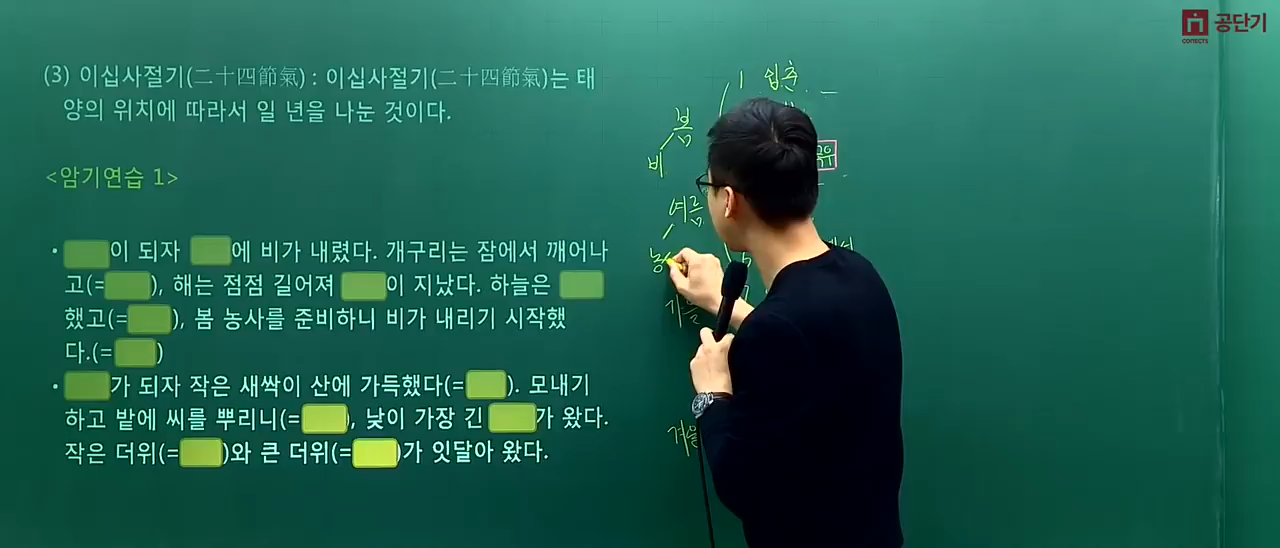 공단기
CONECTS
(3) 이십사절기(二十四節氣) : 이십사절기(二十四節氣)는 태
양의 위치에 따라서 일 년을 나눈 것이다.
<암기연습 1>
• 이 되자 에 비가 내렸다. 개구리는 잠에서 깨어나
고(= ), 해는 점점 길어져 이 지났다. 하늘은
했고(= ), 봄 농사를 준비하니 비가 내리기 시작했
다.(= )
• 가 되자 작은 새싹이 산에 가득했다(= ). 모내기
하고 밭에 씨를 뿌리니(= ), 낮이 가장 긴 가 왔다.
작은 더위(= )와 큰 더위(= )가 잇달아 왔다.
1 입춘
봄
비
여름
겨울